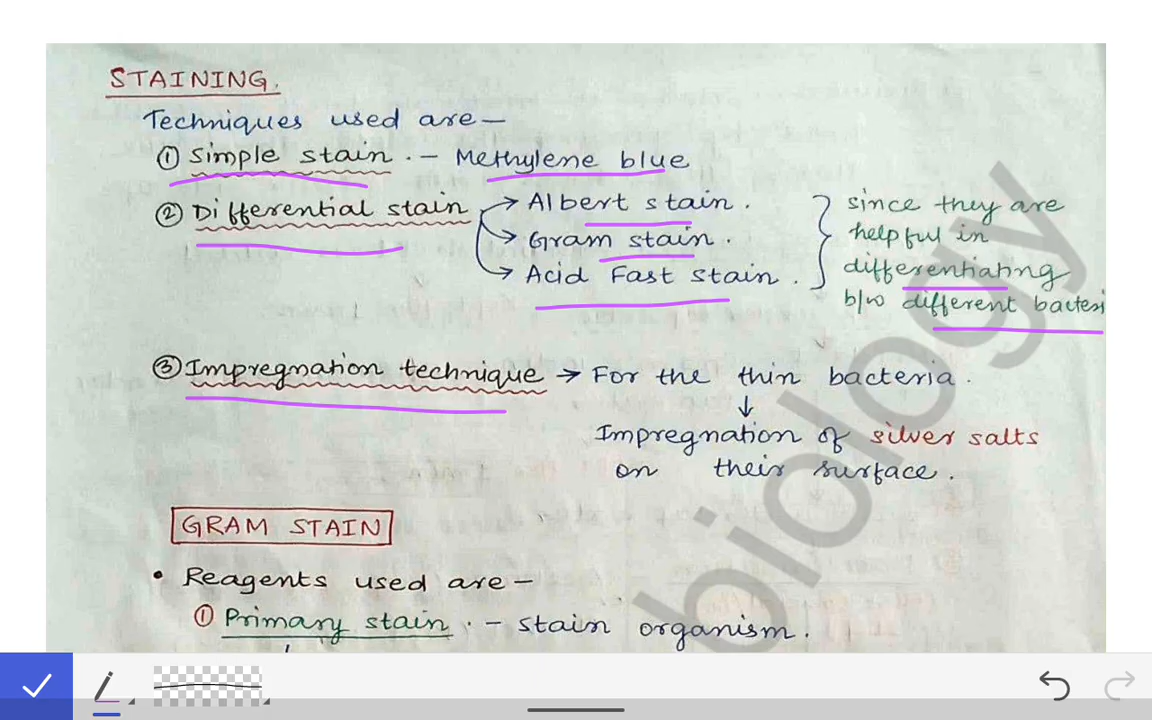 STAINING.
Techniques used are —
① Simple stain. — Methylene blue
② Differential stain → Albert stain.
→ Gram stain.
→ Acid Fast stain.
} since they are
helpful in
differentiating
b/w different bacteri
③ Impregnation technique → For the thin bacteria.
↓
Impregnation of silver salts
on their surface.
GRAM STAIN
• Reagents used are —
① Primary stain. — stain organism.
biology